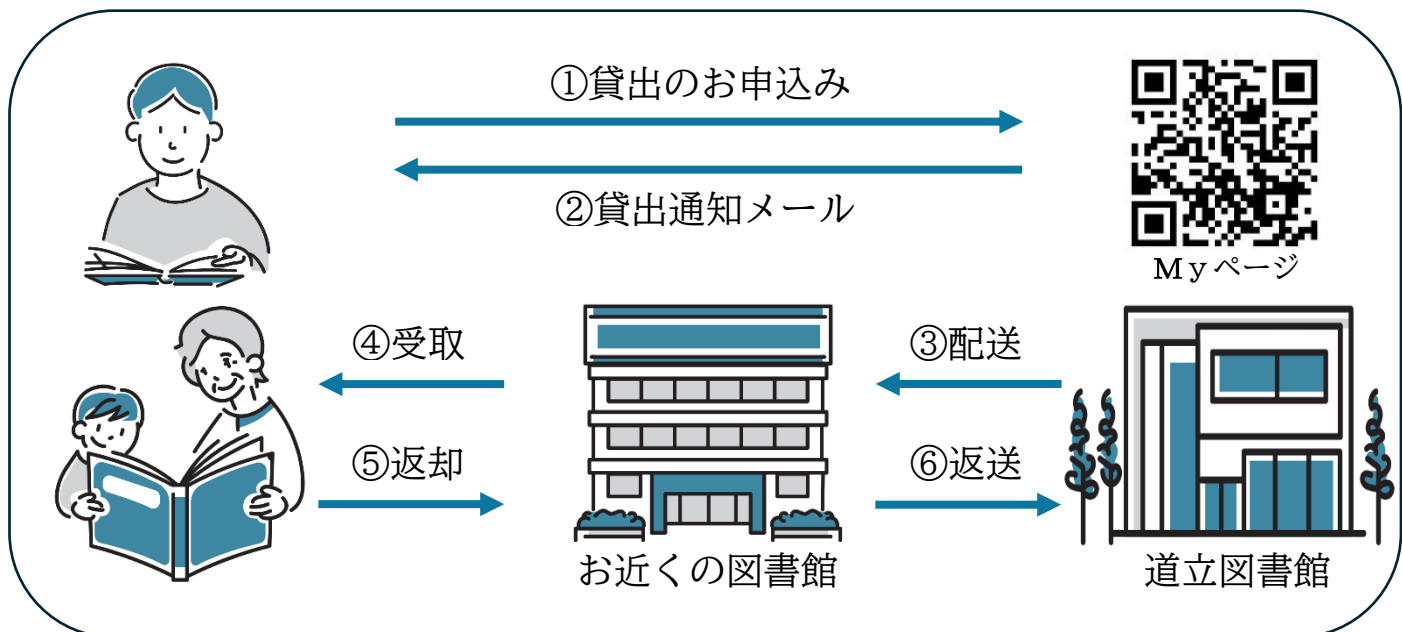 ①貸出のお申込み
②貸出通知メール
Ｍｙページ
④受取
③配送
⑤返却
⑥返送
お近くの図書館
道立図書館